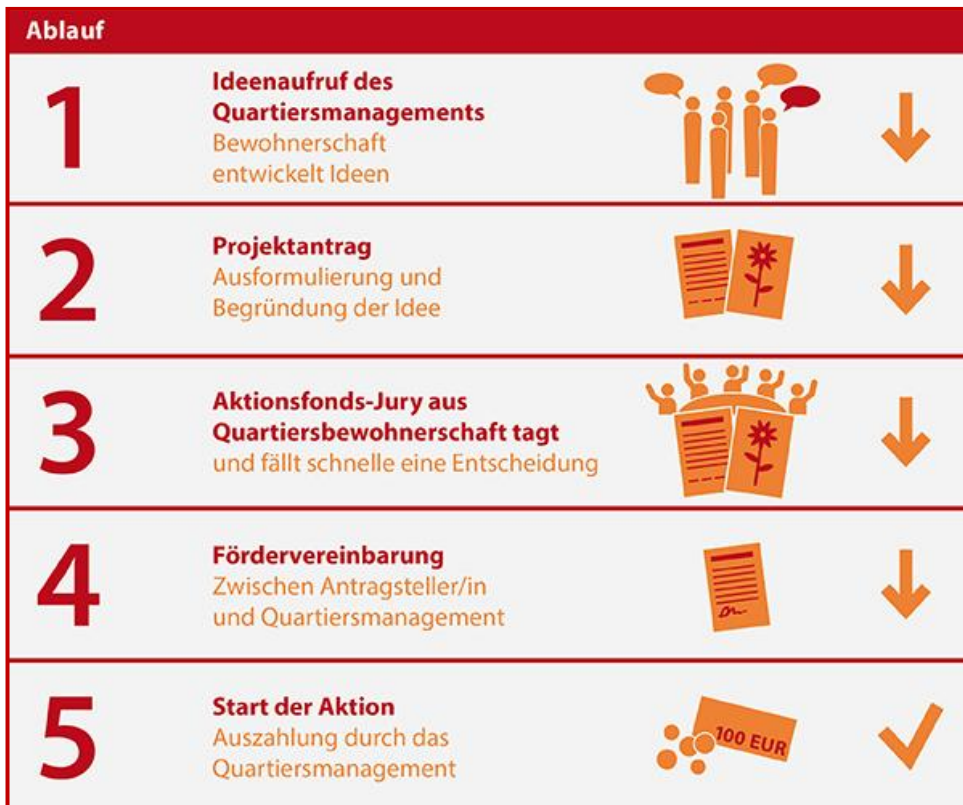 Ablauf
1
Ideenaufruf des
Quartiersmanagements
Bewohnerschaft
entwickelt Ideen
2
Projektantrag
Ausformulierung und
Begründung der Idee
3
Aktionsfonds-Jury aus
Quartiersbewohnerschaft tagt
und fällt schnelle eine Entscheidung
4
Fördervereinbarung
Zwischen Antragsteller/in
und Quartiersmanagement
5
Start der Aktion
Auszahlung durch das
Quartiersmanagement
100 EUR